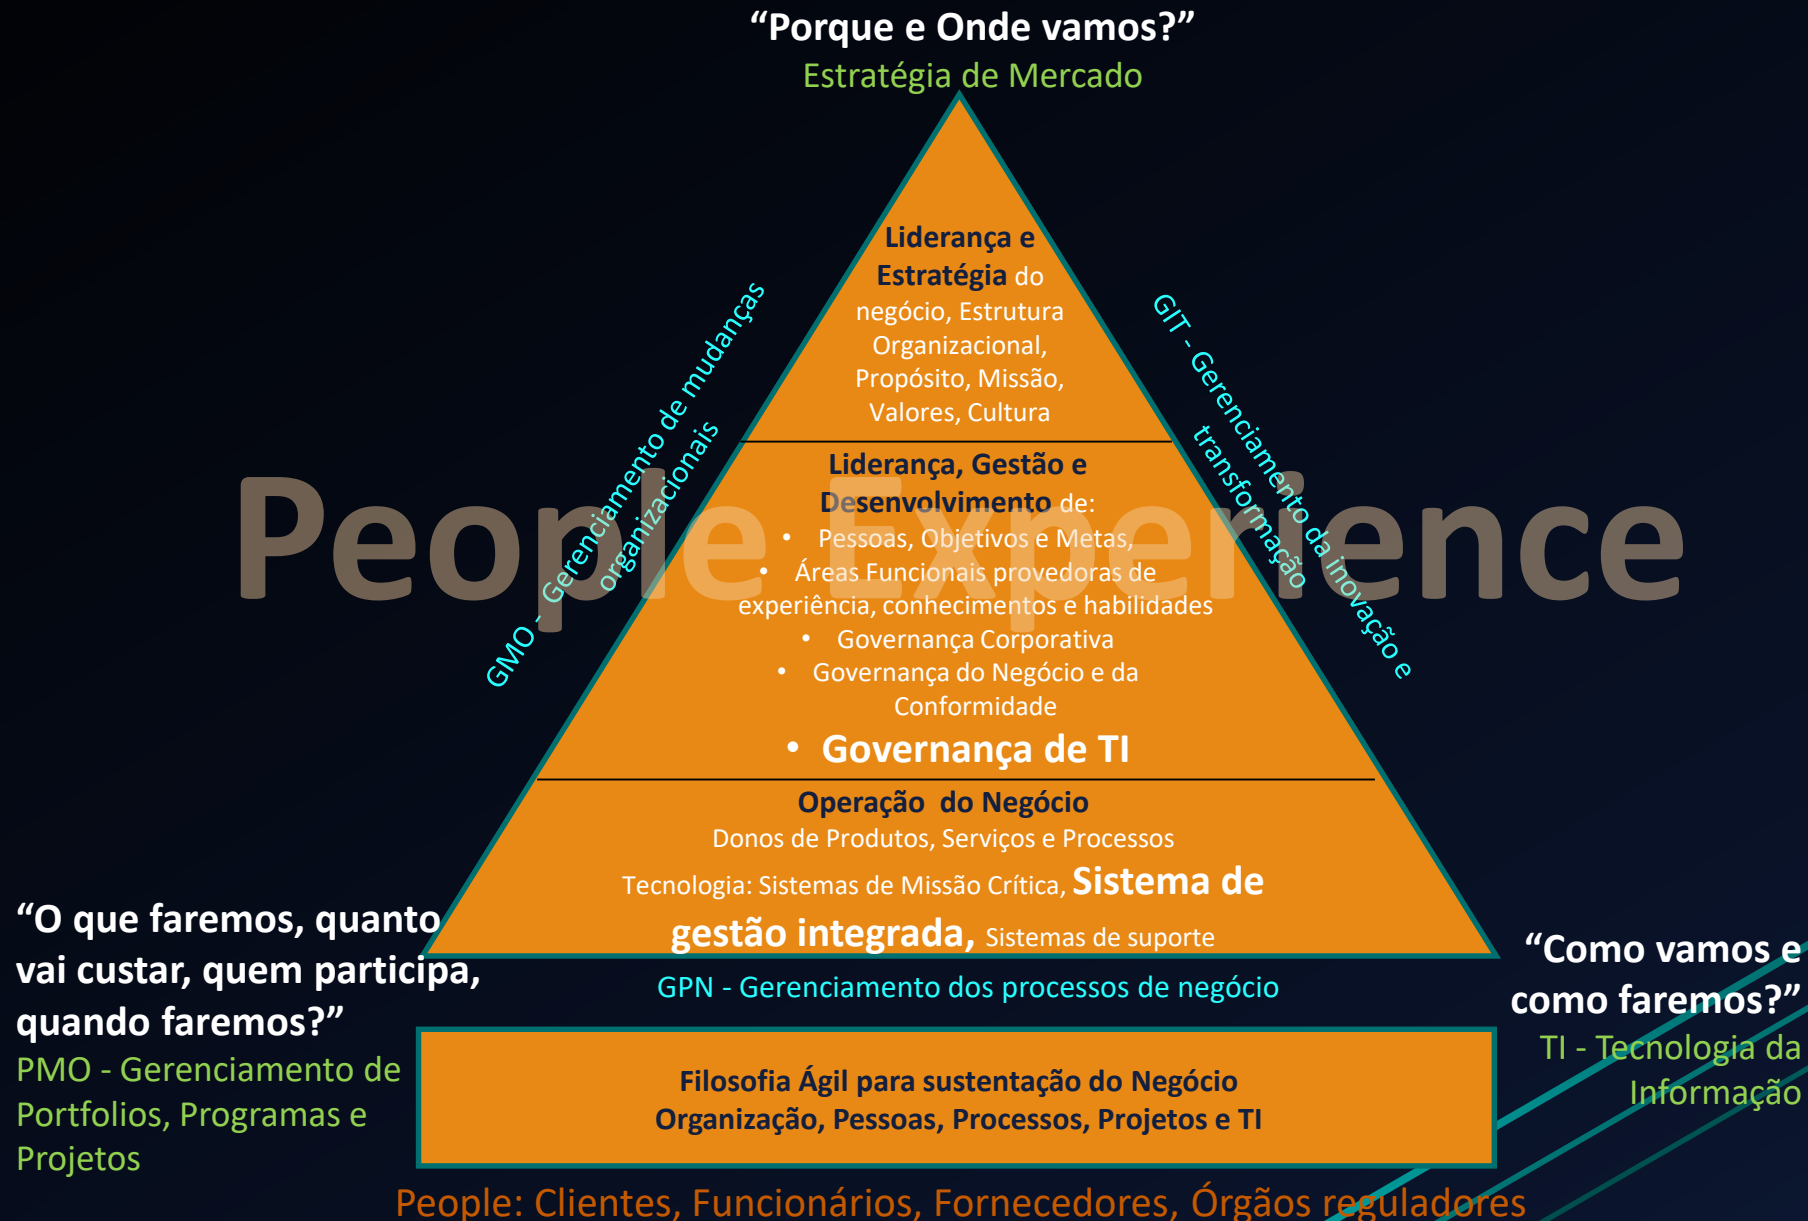 “Porque e Onde vamos?”
Estratégia de Mercado
Liderança e
Estratégia do
negócio, Estrutura
Organizacional,
Propósito, Missão,
Valores, Cultura
GMO - Gerenciamento de mudanças
organizacionais
GIT - Gerenciamento da inovação e
transformação
People Experience
Liderança, Gestão e
Desenvolvimento de:
• Pessoas, Objetivos e Metas,
• Áreas Funcionais provedoras de
experiência, conhecimentos e habilidades
• Governança Corporativa
• Governança do Negócio e da
Conformidade
• Governança de TI
Operação  do Negócio
Donos de Produtos, Serviços e Processos
Tecnologia: Sistemas de Missão Crítica, Sistema de
gestão integrada, Sistemas de suporte
“O que faremos, quanto
vai custar, quem participa,
quando faremos?”
PMO - Gerenciamento de
Portfolios, Programas e
Projetos
GPN - Gerenciamento dos processos de negócio
“Como vamos e
como faremos?”
TI - Tecnologia da
Informação
Filosofia Ágil para sustentação do Negócio
Organização, Pessoas, Processos, Projetos e TI
People: Clientes, Funcionários, Fornecedores, Órgãos reguladores